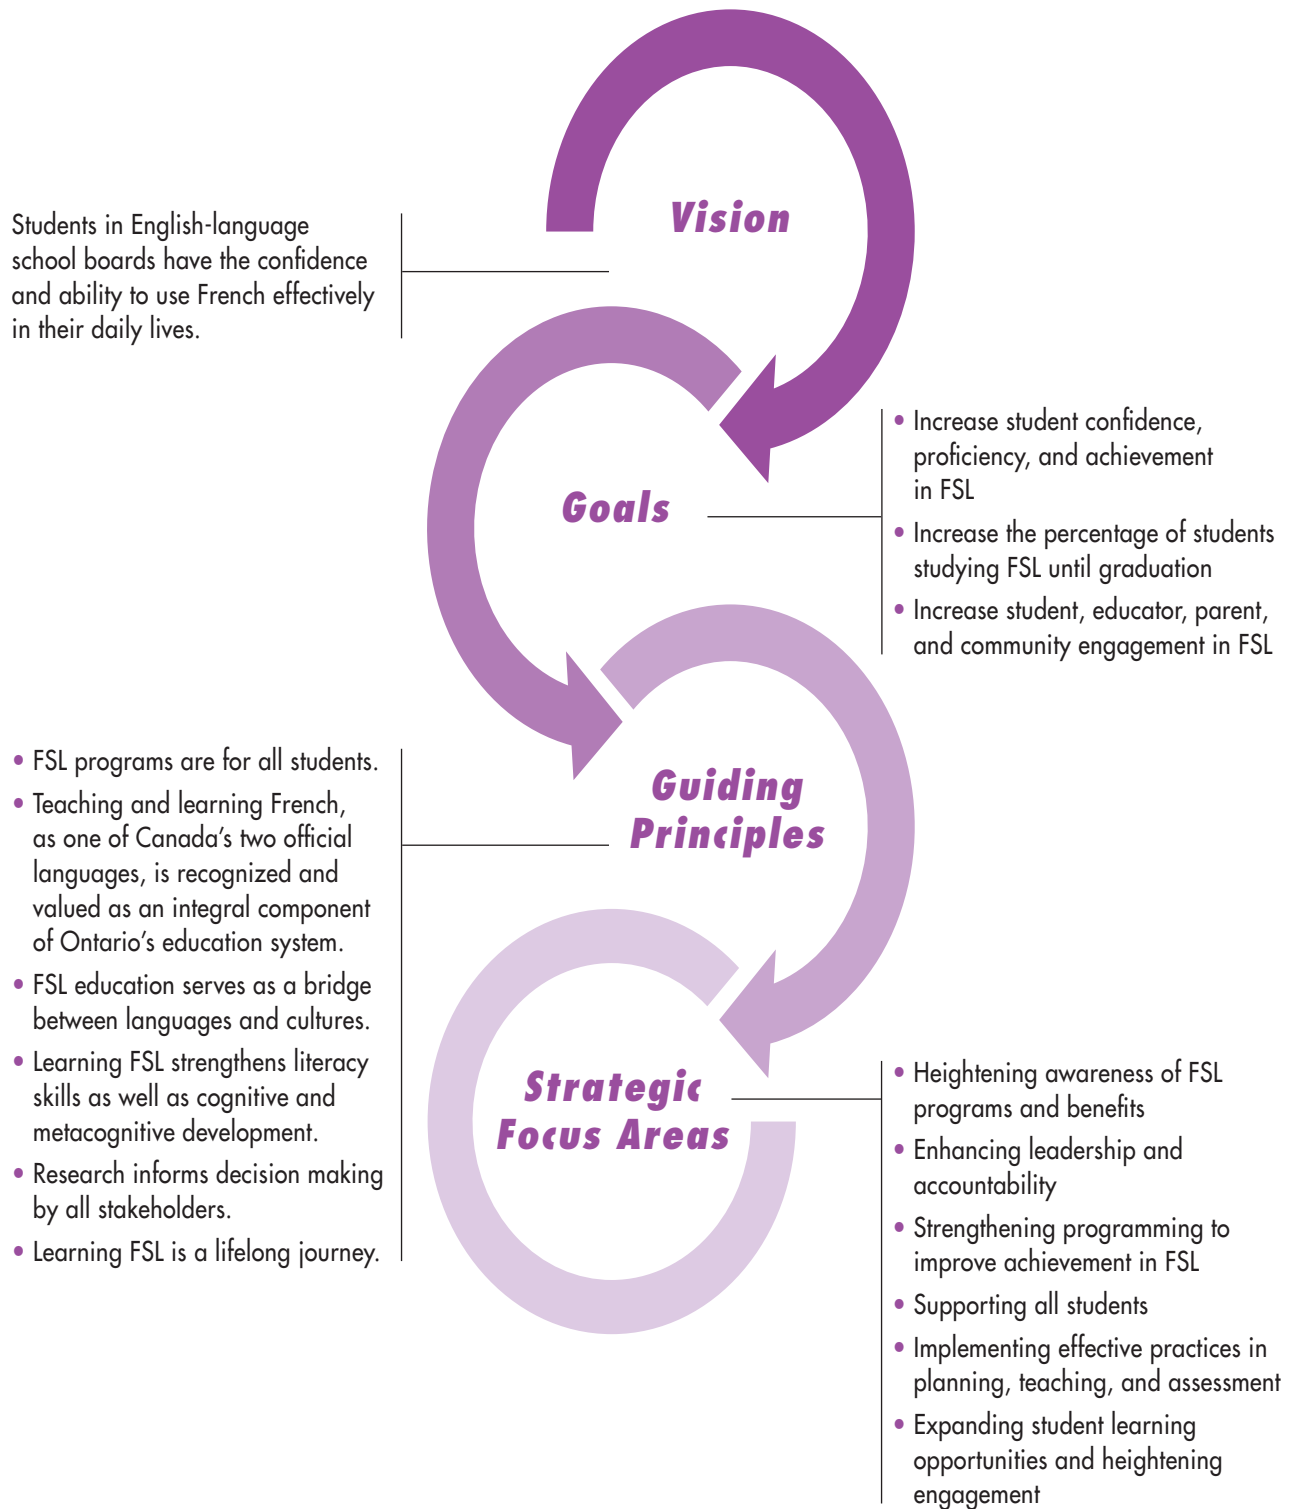 Vision
Students in English-language
school boards have the confidence
and ability to use French effectively
in their daily lives.
Goals
• Increase student confidence,
proficiency, and achievement
in FSL
• Increase the percentage of students
studying FSL until graduation
• Increase student, educator, parent,
and community engagement in FSL
Guiding
Principles
• FSL programs are for all students.
• Teaching and learning French,
as one of Canada’s two official
languages, is recognized and
valued as an integral component
of Ontario’s education system.
• FSL education serves as a bridge
between languages and cultures.
• Learning FSL strengthens literacy
skills as well as cognitive and
metacognitive development.
• Research informs decision making
by all stakeholders.
• Learning FSL is a lifelong journey.
Strategic
Focus Areas
• Heightening awareness of FSL
programs and benefits
• Enhancing leadership and
accountability
• Strengthening programming to
improve achievement in FSL
• Supporting all students
• Implementing effective practices in
planning, teaching, and assessment
• Expanding student learning
opportunities and heightening
engagement